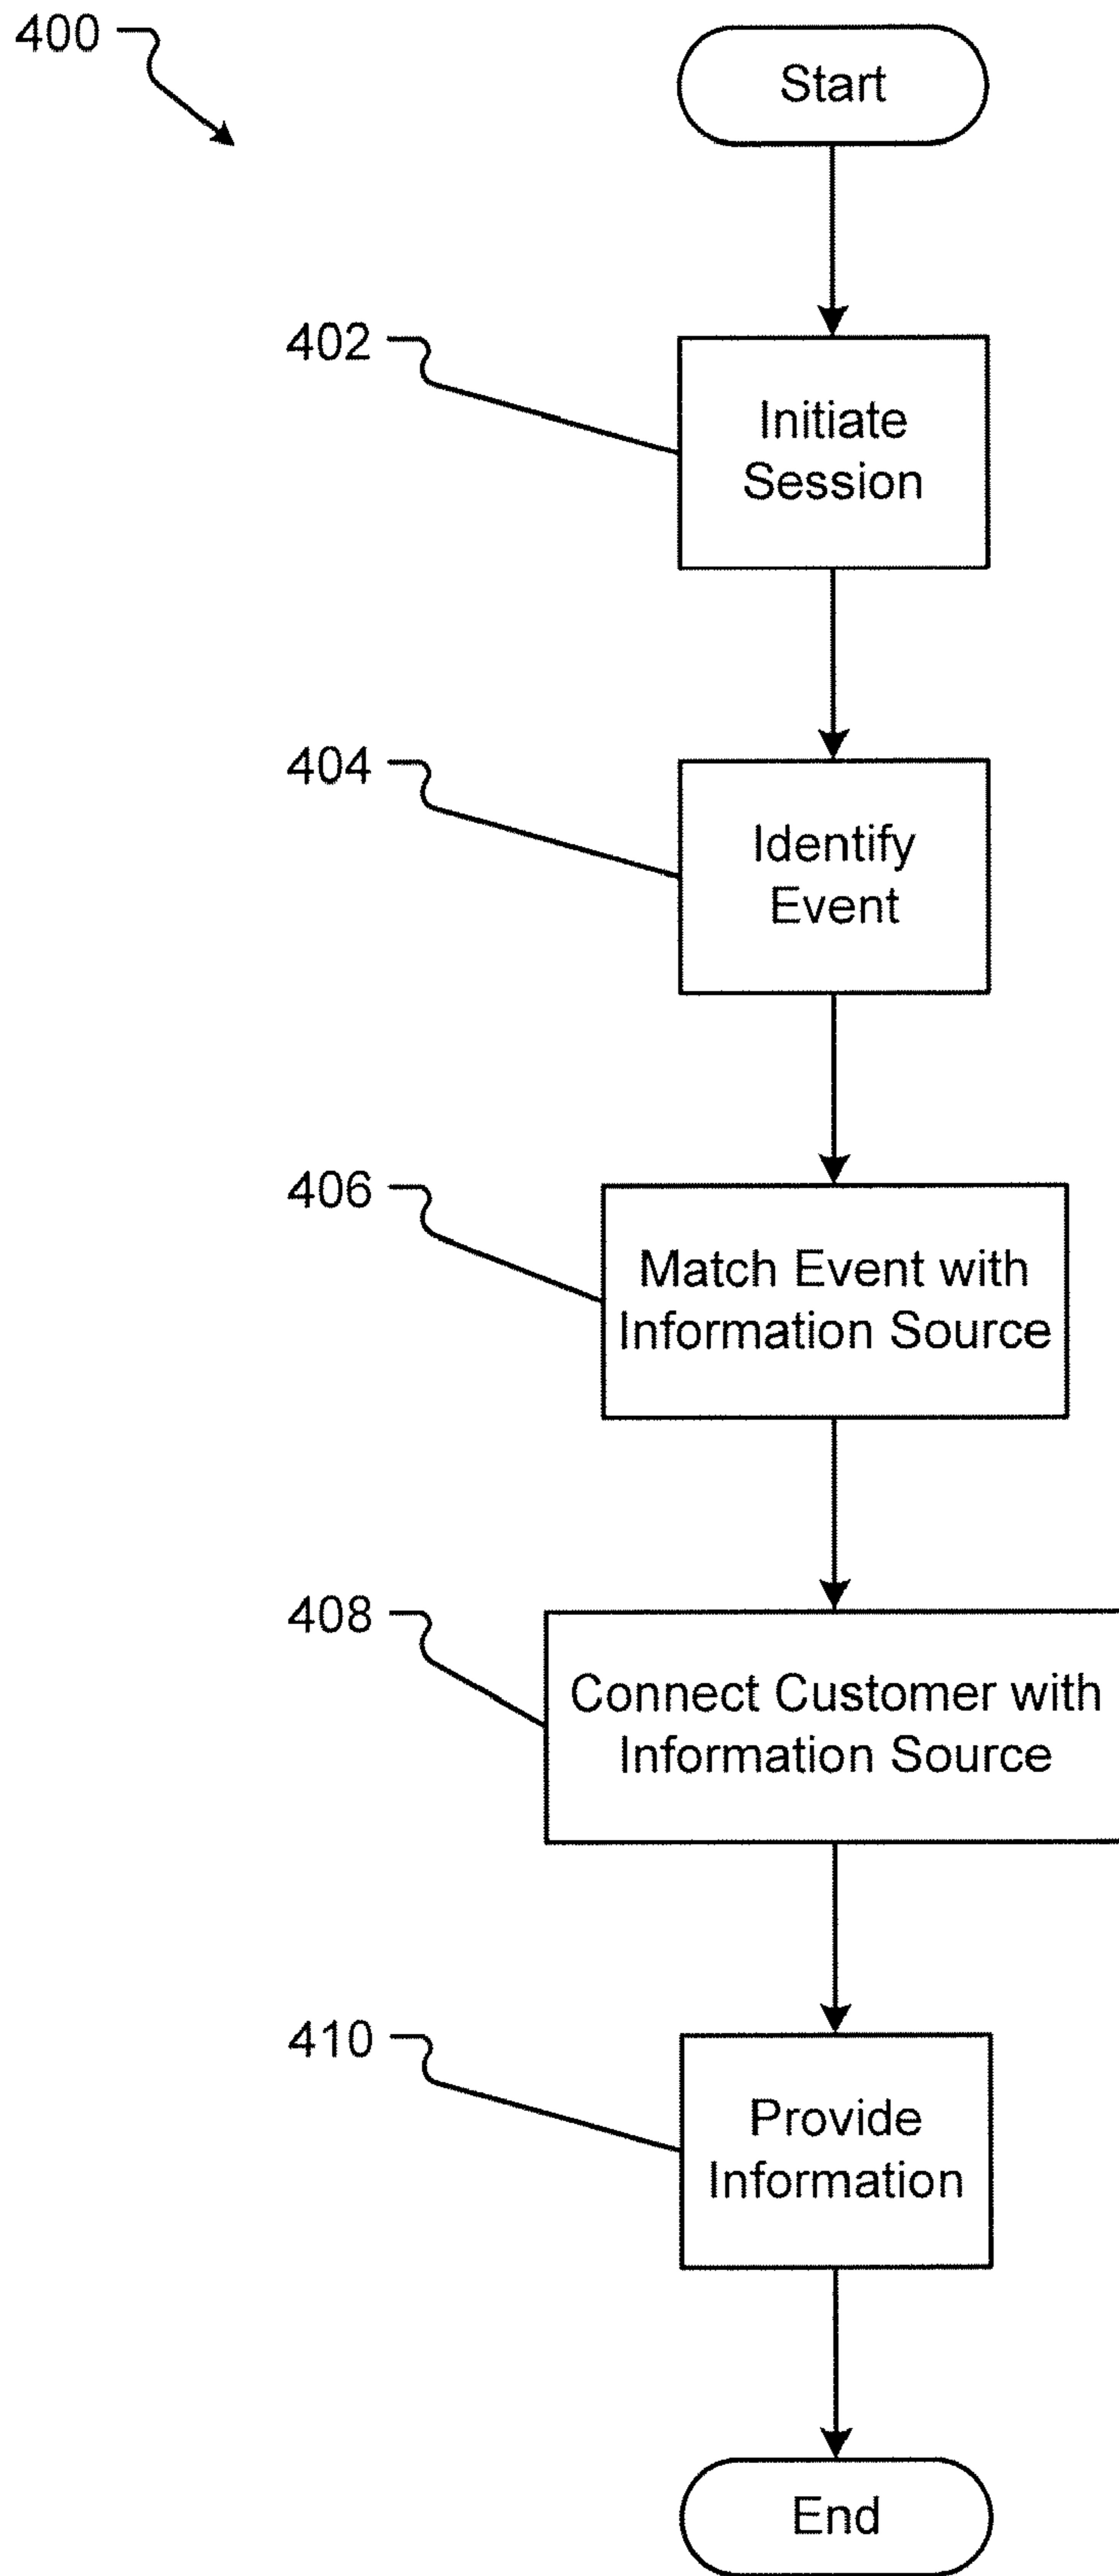 400
Start
402
Initiate
Session
404
Identify
Event
406
Match Event with
Information Source
408
Connect Customer with
Information Source
410
Provide
Information
End